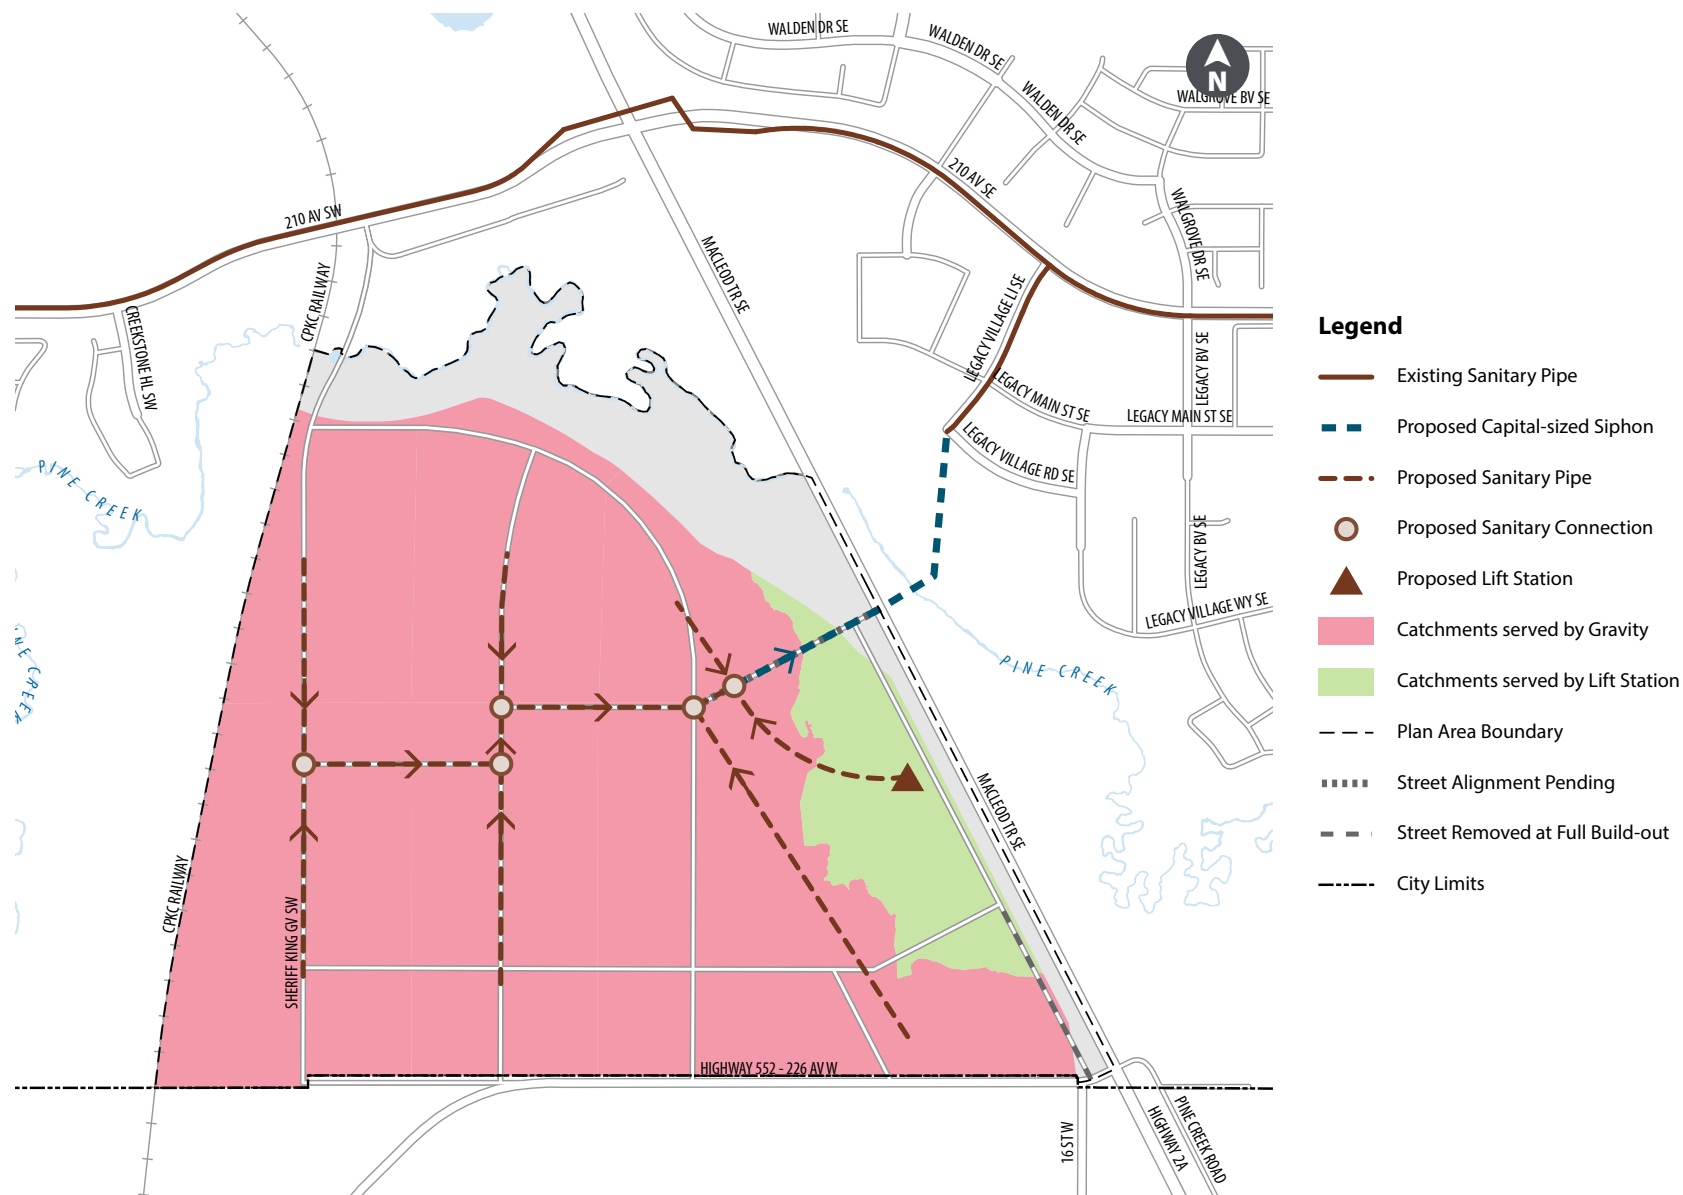 WALDEN DR SE
WALDEN DR SE
WALDEN DR SE
N
WALGROVE BV SE
210 AV SE
WALGROVE DR SE
210 AV SW
CPKC RAILWAY
MACLEOD TR SE
CREEKSTONE HL SW
LEGACY VILLAGE LI SE
LEGACY MAIN ST SE
LEGACY MAIN ST SE
LEGACY BV SE
LEGACY VILLAGE RD SE
PINE CREEK
LEGACY BV SE
LEGACY VILLAGE WY SE
PINE CREEK
NE CREEK
MACLEOD TR SE
CPKC RAILWAY
SHERIFF KING GV SW
HIGHWAY 552 - 226 AV W
16 ST W
HIGHWAY 2A
PINE CREEK ROAD
Legend
Existing Sanitary Pipe
Proposed Capital-sized Siphon
Proposed Sanitary Pipe
Proposed Sanitary Connection
Proposed Lift Station
Catchments served by Gravity
Catchments served by Lift Station
Plan Area Boundary
Street Alignment Pending
Street Removed at Full Build-out
City Limits